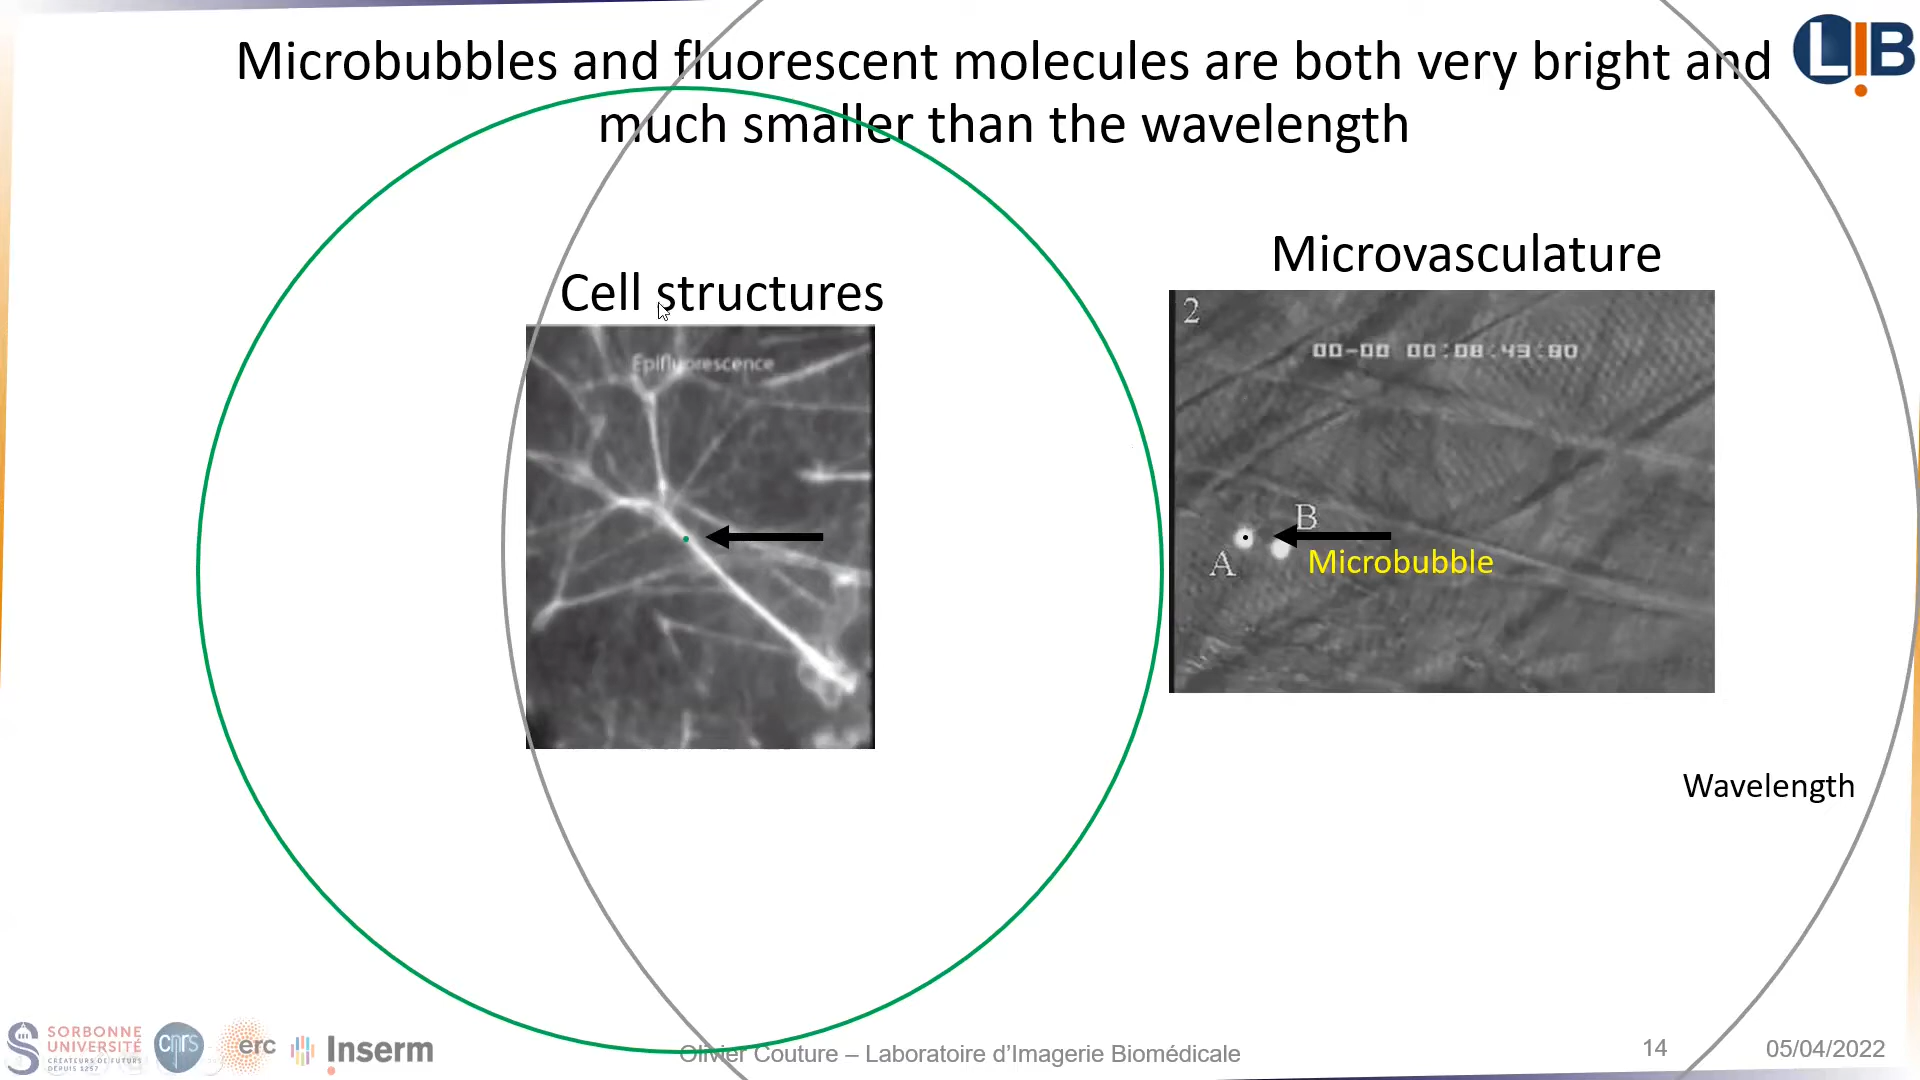 Microbubbles and fluorescent molecules are both very bright and
much smaller than the wavelength
LIB
Cell structures
Epifluorescence
Microvasculature
2
00-00 00:08:43:80
B
A
Microbubble
Wavelength
SORBONNE
UNIVERSITÉ
CRÉATEURS DE FUTURS
DEPUIS 1257
cnrs
erc
Inserm
Olivier Couture – Laboratoire d'Imagerie Biomédicale
14
05/04/2022